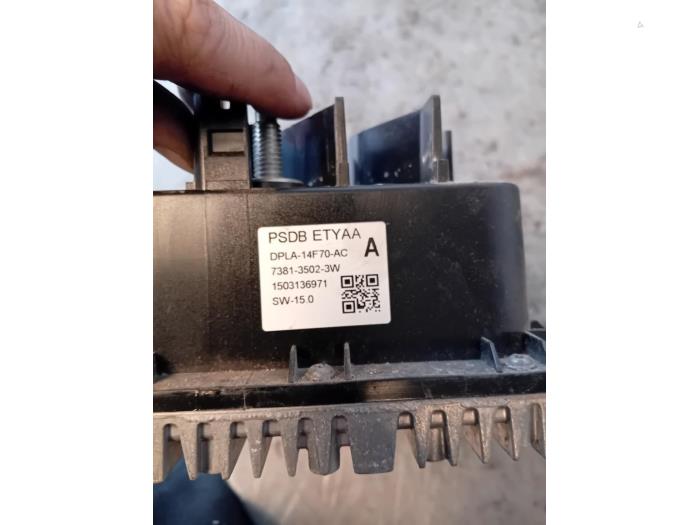 PSDB ETYAA
DPLA-14F70-AC A
7381-3502-3W
1503136971
SW-15.0